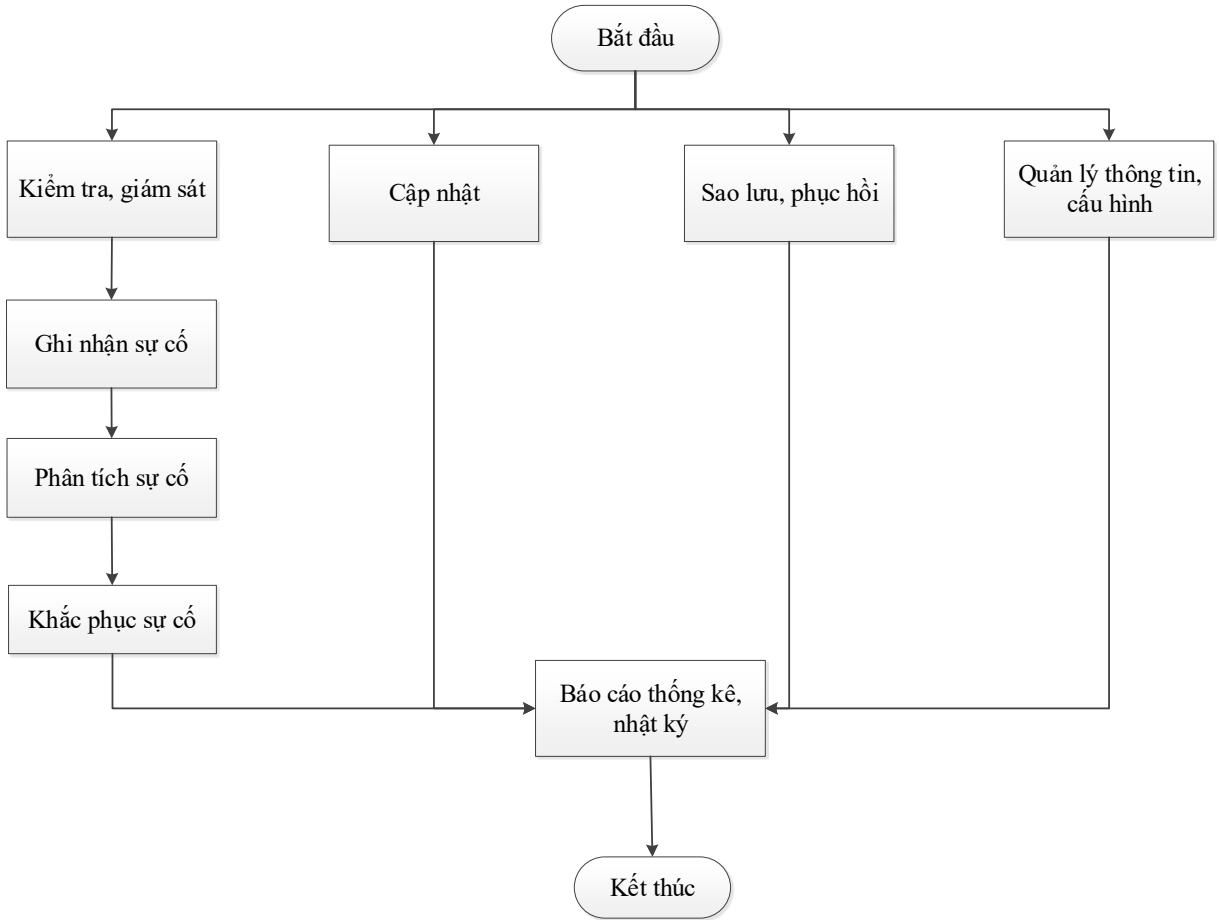 Bắt đầu
Kiểm tra, giám sát
Cập nhật
Sao lưu, phục hồi
Quản lý thông tin,
cấu hình
Ghi nhận sự cố
Phân tích sự cố
Khắc phục sự cố
Báo cáo thống kê,
nhật ký
Kết thúc